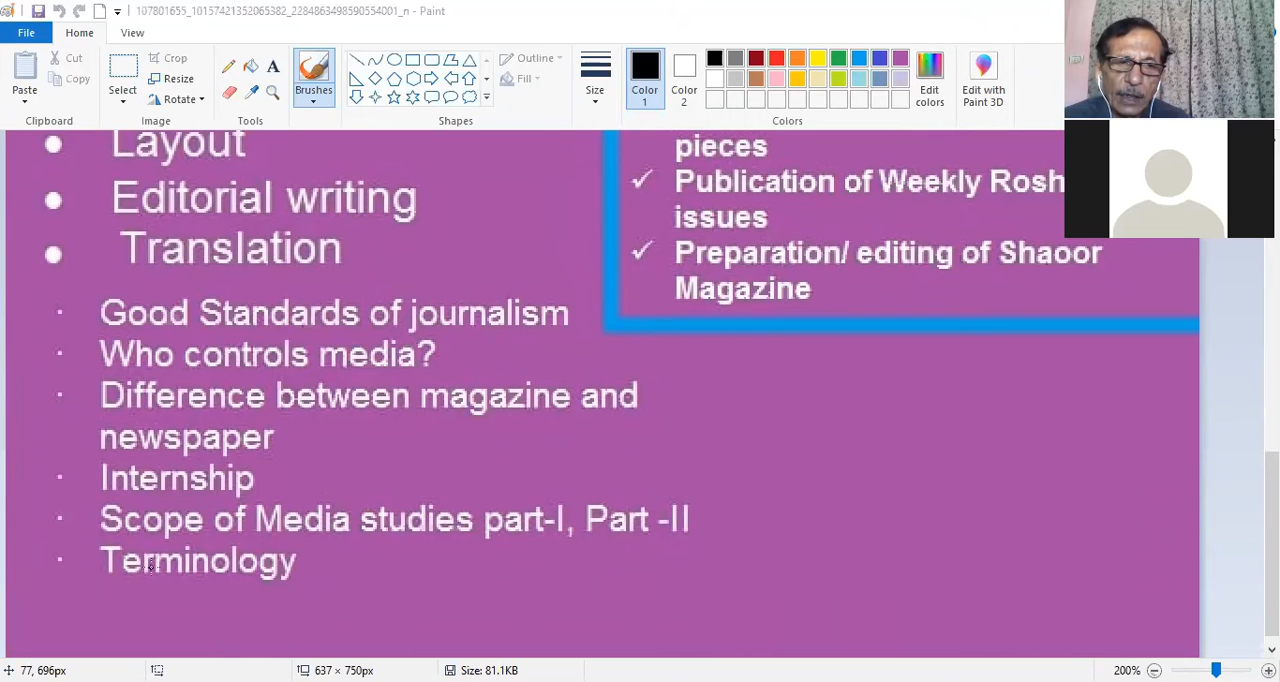 107801655_10157421352065382_2284863498590554001_n - Paint
File Home View
Paste
Cut
Copy
Clipboard
Select
Crop
Resize
Rotate
Image
A
Tools
Brushes
Outline
Fill
Shapes
Size
Color
1
Color
2
Edit
colors
Colors
Edit with
Paint 3D
Layout
Editorial writing
Translation
Good Standards of journalism
Who controls media?
Difference between magazine and
newspaper
Internship
Scope of Media studies part-I, Part -II
Terminology
pieces
Publication of Weekly Rosh
issues
Preparation/ editing of Shaoor
Magazine
77, 696px
637 × 750px
Size: 81.1KB
200%